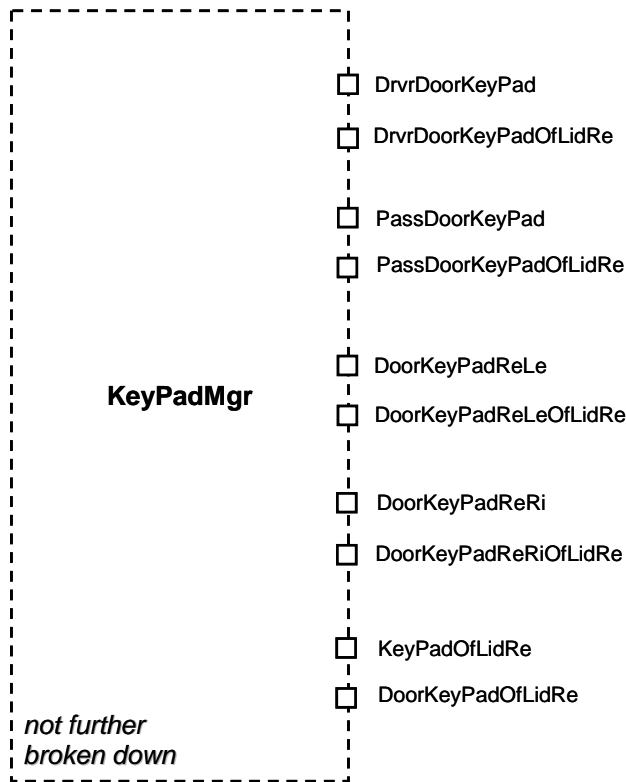 DrvrDoorKeyPad
DrvrDoorKeyPadOfLidRe
PassDoorKeyPad
PassDoorKeyPadOfLidRe
DoorKeyPadReLe
KeyPadMgr
DoorKeyPadReLeOfLidRe
DoorKeyPadReRi
DoorKeyPadReRiOfLidRe
KeyPadOfLidRe
DoorKeyPadOfLidRe
not further
broken down